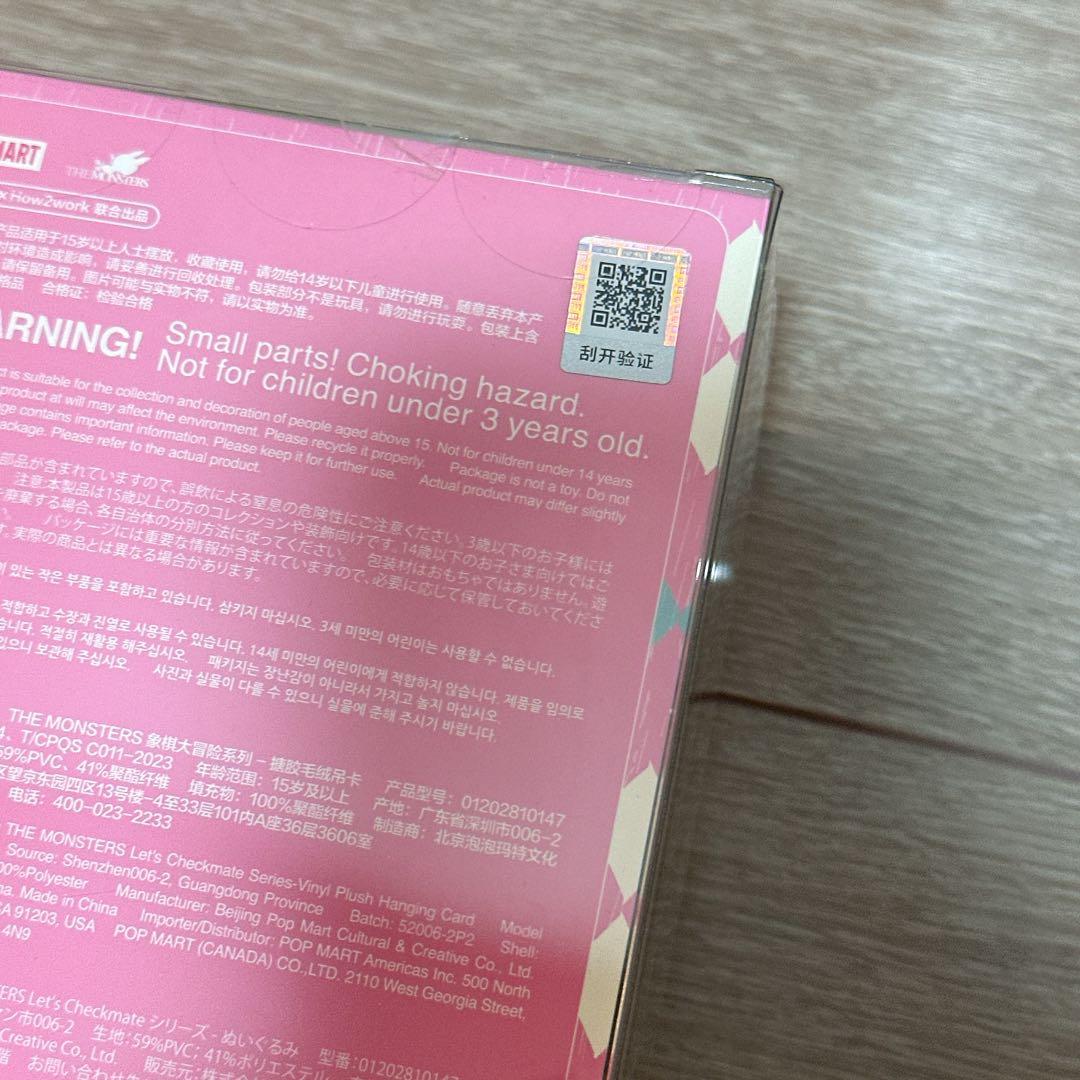 MART
THE MONSTERS
× How2work 联合出品
产品适用于15岁以上人士摆放，收藏使用，请勿给14岁以下儿童进行使用。随意丢弃本产
对环境造成影响，请妥善进行回收处理。包装部分不是玩具，请勿进行玩耍。包装上含
请保留备用。图片可能与实物不符，请以实物为准。
格品 合格证：检验合格
刮开验证
ARNING! Small parts! Choking hazard.
Not for children under 3 years old.
ct is suitable for the collection and decoration of people aged above 15. Not for children under 14 years
product at will may affect the environment. Please recycle it properly. Package is not a toy. Do not
ge contains important information. Please keep it for further use. Actual product may differ slightly
ackage. Please refer to the actual product.
部品が含まれていますので、誤飲による窒息の危険性にご注意ください。3歳以下のお子様には
注意:本製品は15歳以上の方のコレクションや装飾向けです。14歳以下のお子さま向けではご
廃棄する場合、各自治体の分別方法に従ってください。 包装材はおもちゃではありません。遊
パッケージには重要な情報が含まれていますので、必要に応じて保管しておいてくださ
す。実際の商品とは異なる場合があります。
이 있는 작은 부품을 포함하고 있습니다. 삼키지 마십시오. 3세 미만의 어린이는 사용할 수 없습니다.
적합하고 수장과 진열로 사용될 수 있습니다. 14세 미만의 어린이에게 적합하지 않습니다. 제품을 임의로
습니다. 적절히 재활용 해주십시오. 패키지는 장난감이 아니라서 가지고 놀지 마십시오.
있으니 보관해 주십시오. 사진과 실물이 다를 수 있으니 실물에 준해 주시기 바랍니다.
THE MONSTERS 象棋大冒险系列 - 搪胶毛绒吊卡 产品型号：01202810147
4、T/CPQS C011-2023 年龄范围：15岁及以上 产地：广东省深圳市006-2
59%PVC、41%聚酯纤维 填充物：100%聚酯纤维 制造商：北京泡泡玛特文化
区望京东园四区13号楼-4至33层101内A座36层3606室
电话：400-023-2233
THE MONSTERS Let's Checkmate Series-Vinyl Plush Hanging Card Model
Source: Shenzhen006-2, Guangdong Province Batch: 52006-2P2 Shell:
00%Polyester Manufacturer: Beijing Pop Mart Cultural & Creative Co., Ltd.
na. Made in China Importer/Distributor: POP MART Americas Inc. 500 North
CA 91203, USA POP MART (CANADA) CO.,LTD. 2110 West Georgia Street,
4N9
TERS Let's Checkmate シリーズ - ぬいぐるみ 型番:01202810147
セン市006-2 生地:59%PVC; 41%ポリエステル
Creative Co., Ltd. 販売元:株式会
階 お問い合わせ先